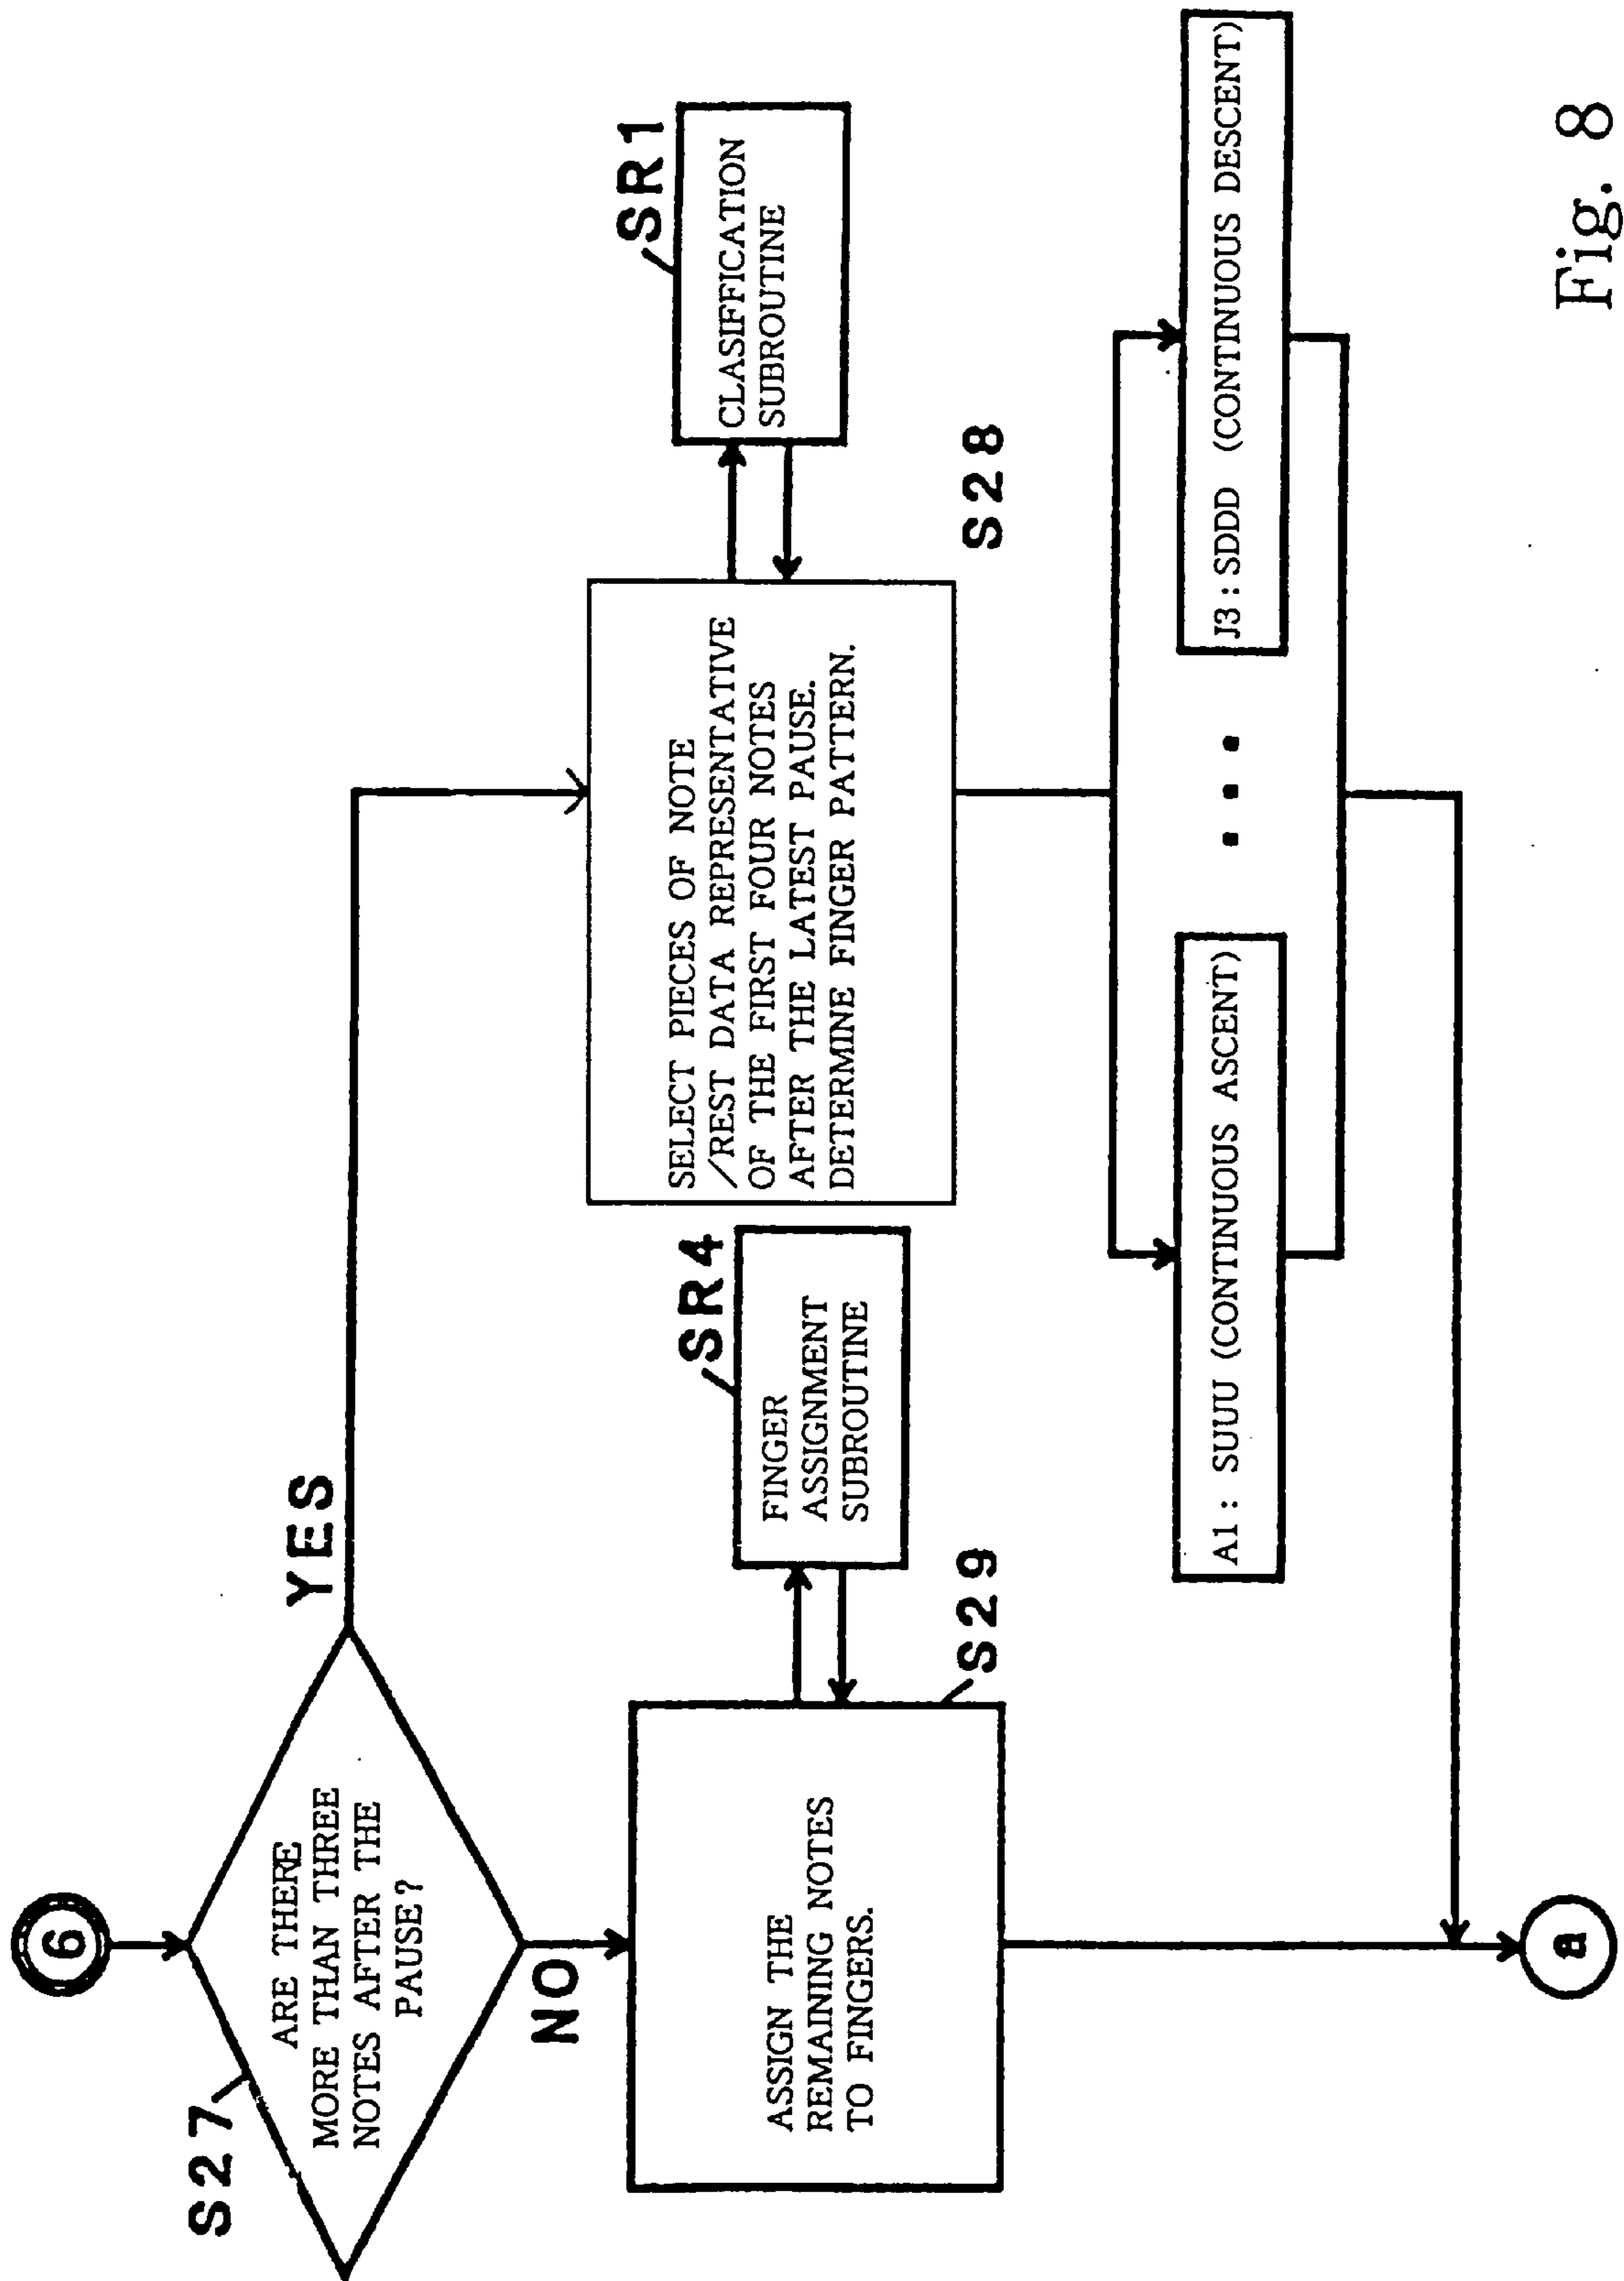 6
S27
ARE THERE
MORE THAN THREE
NOTES AFTER THE
PAUSE?
YES
NO
SELECT PIECES OF NOTE
/REST DATA REPRESENTATIVE
OF THE FIRST FOUR NOTES
AFTER THE LATEST PAUSE.
DETERMINE FINGER PATTERN.
S28
CLASIFFICATION
SUBROUTINE
SR1
ASSIGN THE
REMAINING NOTES
TO FINGERS.
S29
FINGER
ASSIGNMENT
SUBROUTINE
SR4
A1 : SUUU (CONTINUOUS ASCENT)
J3 : SDDD (CONTINUOUS DESCENT)
a
Fig. 8